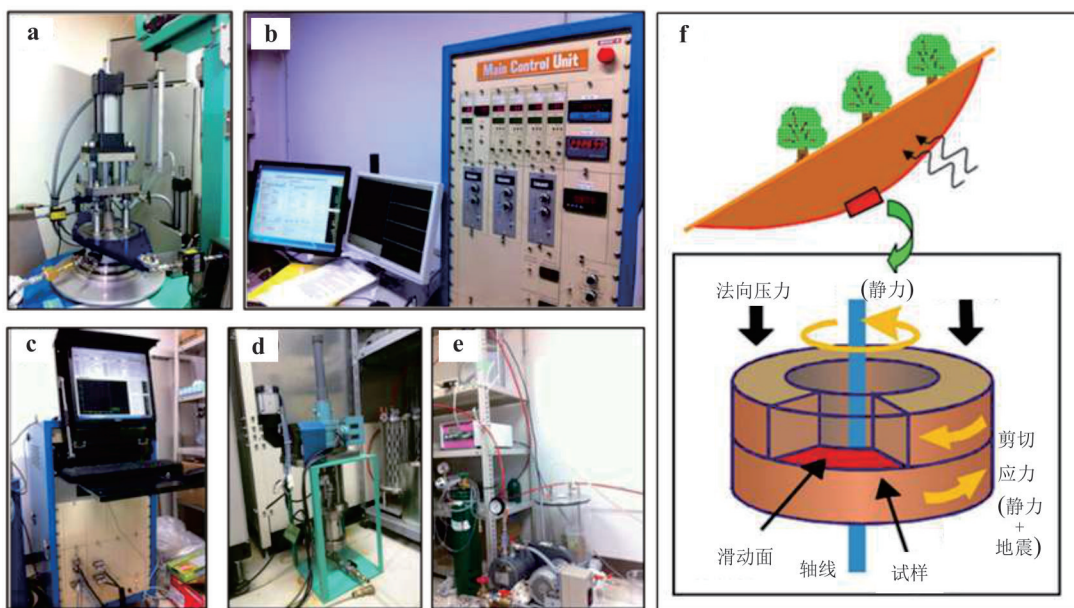 a
b
Main Control Unit
c
d
e
f
法向压力
(静力)
剪切
应力
(静力
+
地震)
滑动面
轴线
试样